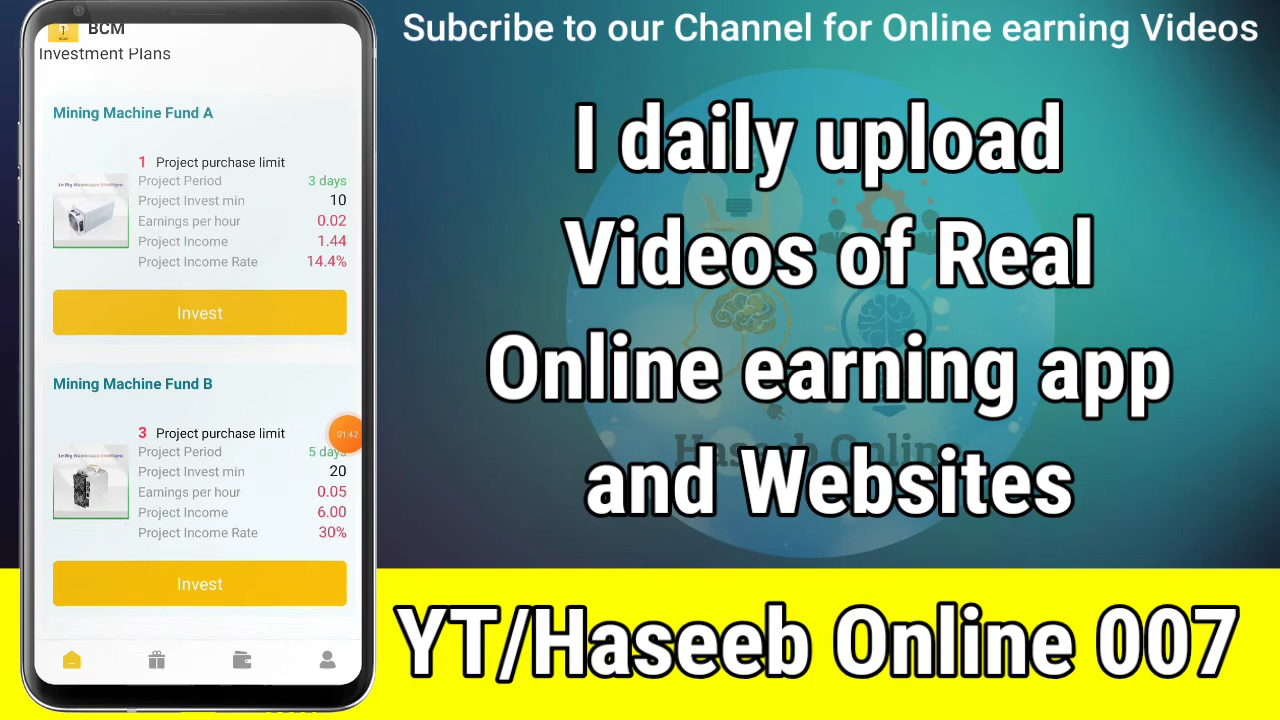 BCM
Investment Plans
Mining Machine Fund A
1 Project purchase limit
Project Period 3 days
Project Invest min 10
Earnings per hour 0.02
Project Income 1.44
Project Income Rate 14.4%
Invest
Mining Machine Fund B
3 Project purchase limit
01:42
Project Period 5 days
Project Invest min 20
Earnings per hour 0.05
Project Income 6.00
Project Income Rate 30%
Invest
Subcribe to our Channel for Online earning Videos
I daily upload
Videos of Real
Online earning app
and Websites
Haseeb Online
YT/Haseeb Online 007